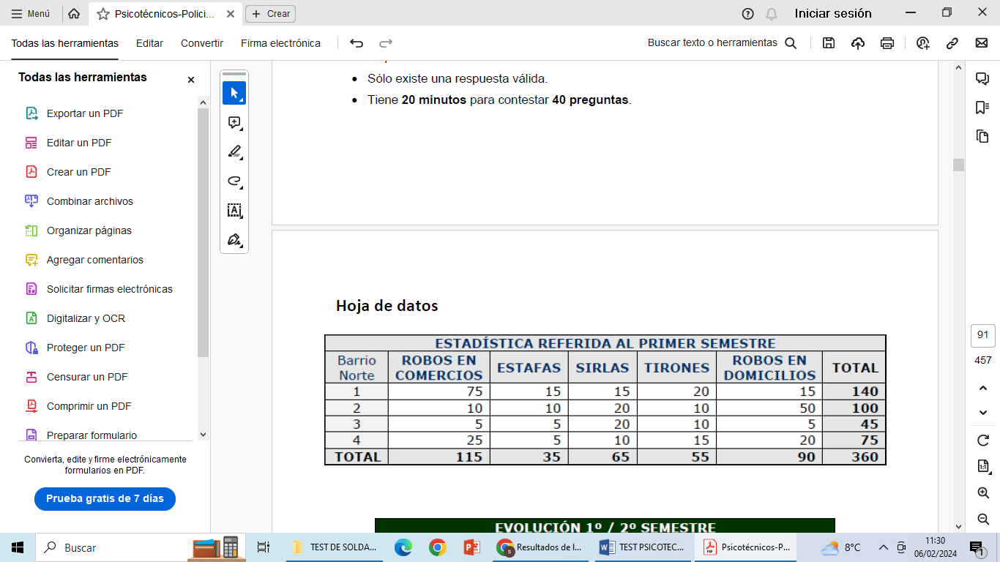 Menú
Psicotécnicos-Polici...
Crear
Iniciar sesión
Todas las herramientas
Editar
Convertir
Firma electrónica
Buscar texto o herramientas
Todas las herramientas
Exportar un PDF
Editar un PDF
Crear un PDF
Combinar archivos
Organizar páginas
Agregar comentarios
Solicitar firmas electrónicas
Digitalizar y OCR
Proteger un PDF
Censurar un PDF
Comprimir un PDF
Preparar formulario
Convierta, edite y firme electrónicamente
formularios en PDF.
Prueba gratis de 7 días
• Sólo existe una respuesta válida.
• Tiene 20 minutos para contestar 40 preguntas.
Hoja de datos
ESTADÍSTICA REFERIDA AL PRIMER SEMESTRE
Barrio Norte ROBOS EN COMERCIOS ESTAFAS SIRLAS TIRONES ROBOS EN DOMICILIOS TOTAL
1 75 15 15 20 15 140
2 10 10 20 10 50 100
3 5 5 20 10 5 45
4 25 5 10 15 20 75
TOTAL 115 35 65 55 90 360
EVOLUCIÓN 1º / 2º SEMESTRE
91
457
Buscar
TEST DE SOLDA...
Resultados de l...
TEST PSICOTEC...
Psicotécnicos-P...
8°C
11:30
06/02/2024
1